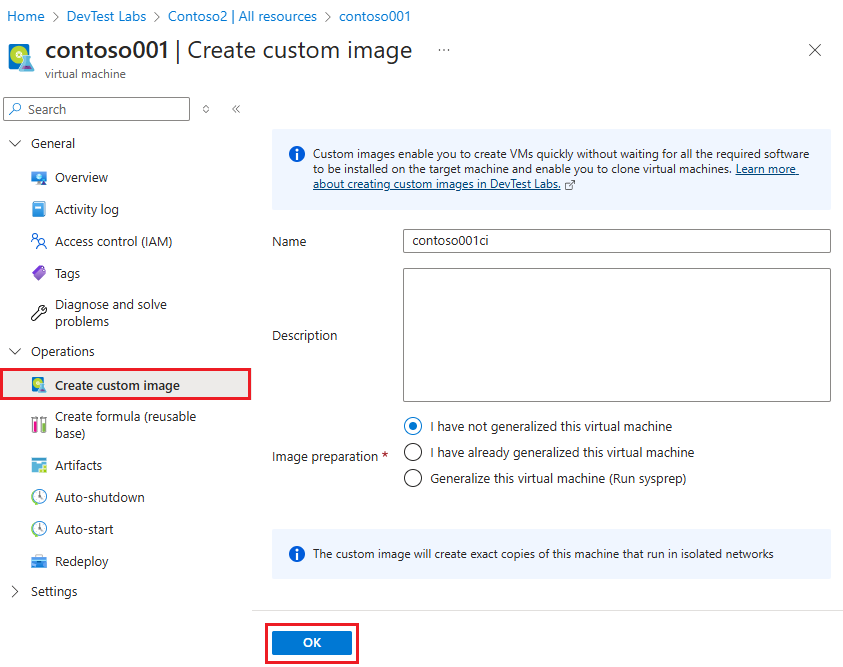 Home > DevTest Labs > Contoso2 | All resources > contoso001
contoso001 | Create custom image ...
virtual machine
Search
General
Overview
Activity log
Access control (IAM)
Tags
Diagnose and solve
problems
Operations
Create custom image
Create formula (reusable
base)
Artifacts
Auto-shutdown
Auto-start
Redeploy
Settings
Custom images enable you to create VMs quickly without waiting for all the required software
to be installed on the target machine and enable you to clone virtual machines. Learn more
about creating custom images in DevTest Labs.
Name
contoso001ci
Description
Image preparation *
I have not generalized this virtual machine
I have already generalized this virtual machine
Generalize this virtual machine (Run sysprep)
The custom image will create exact copies of this machine that run in isolated networks
OK